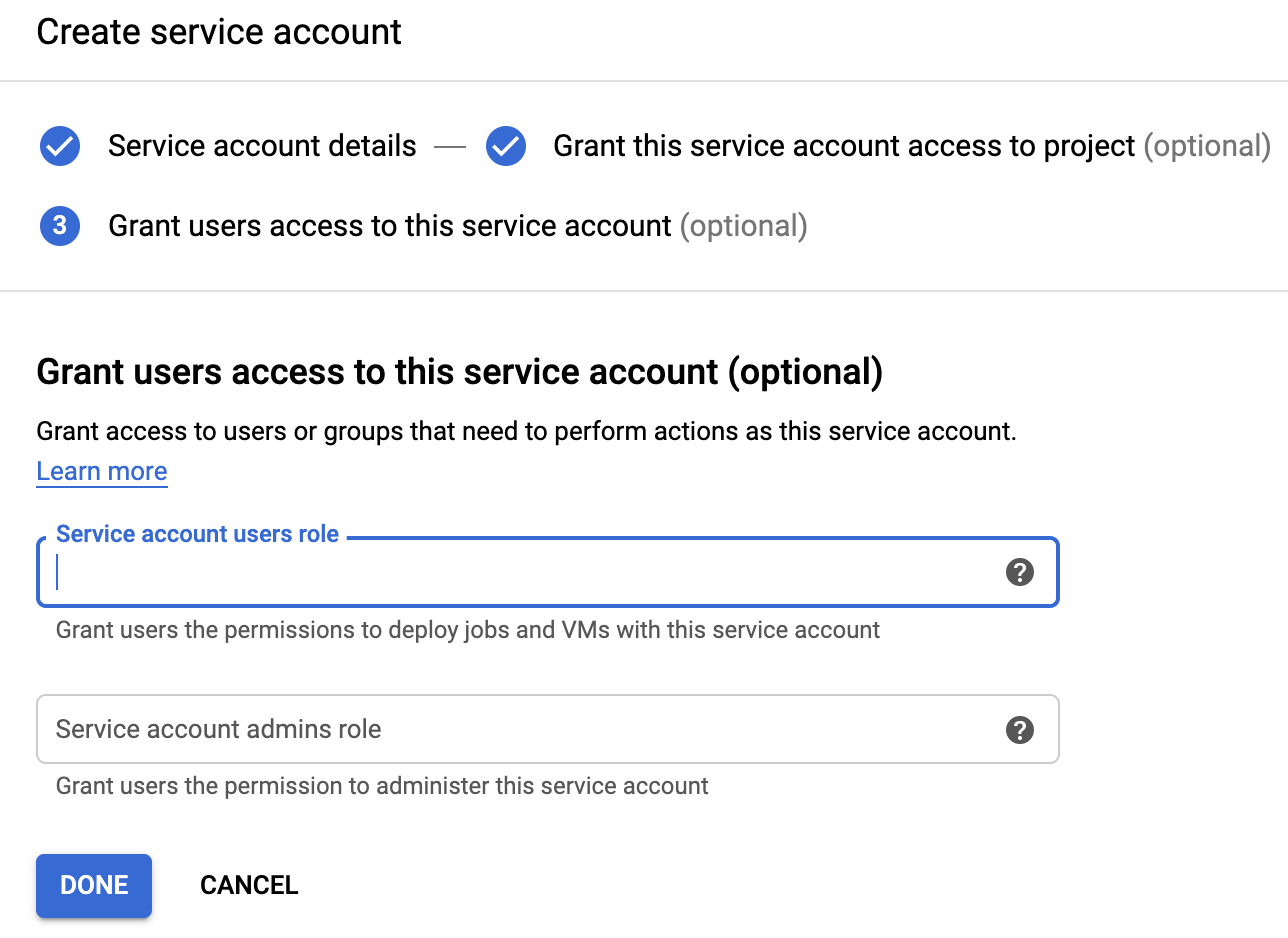 Create service account
Service account details — Grant this service account access to project (optional)
3 Grant users access to this service account (optional)
Grant users access to this service account (optional)
Grant access to users or groups that need to perform actions as this service account.
Learn more
Service account users role
?
Grant users the permissions to deploy jobs and VMs with this service account
Service account admins role ?
Grant users the permission to administer this service account
DONE CANCEL